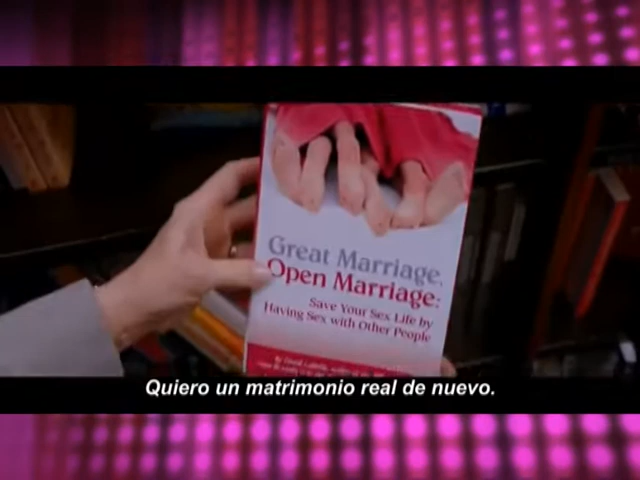 Great Marriage,
Open Marriage:
Save Your Sex Life by
Having Sex with Other People
Quiero un matrimonio real de nuevo.